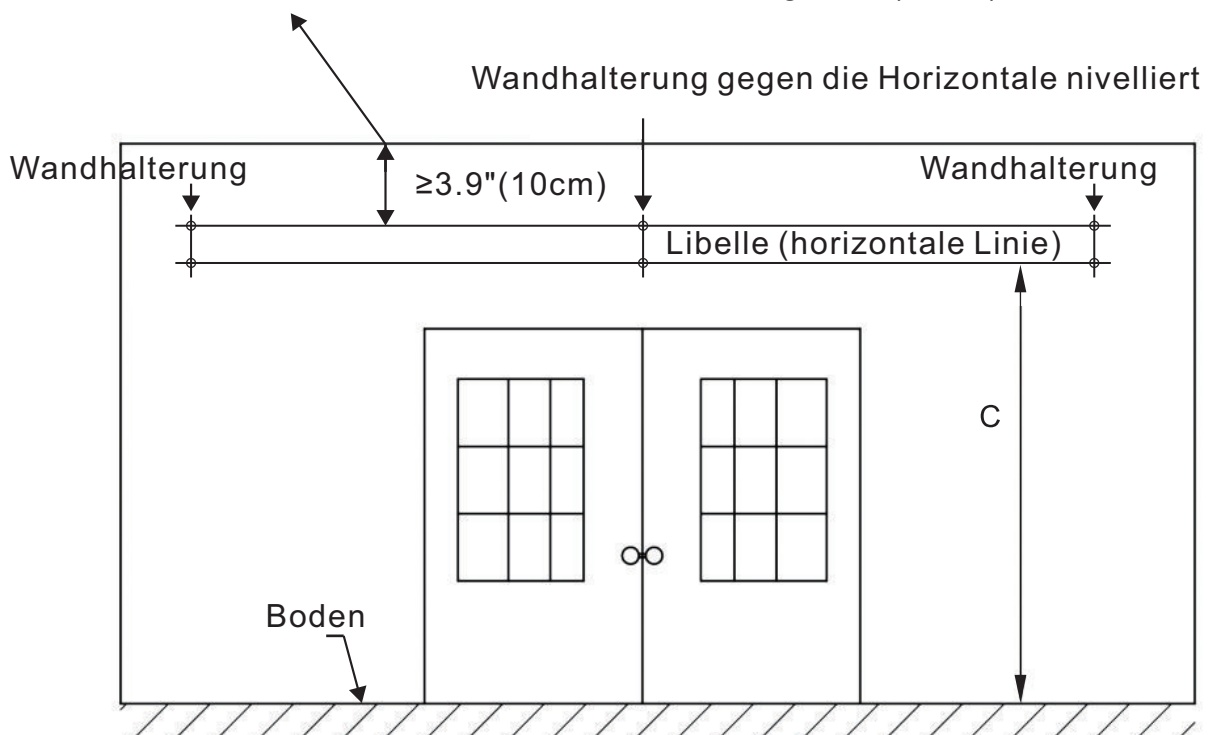 Wandhalterung gegen die Horizontale nivelliert
Wandhalterung
≥3.9"(10cm)
Wandhalterung
Libelle (horizontale Linie)
C
Boden